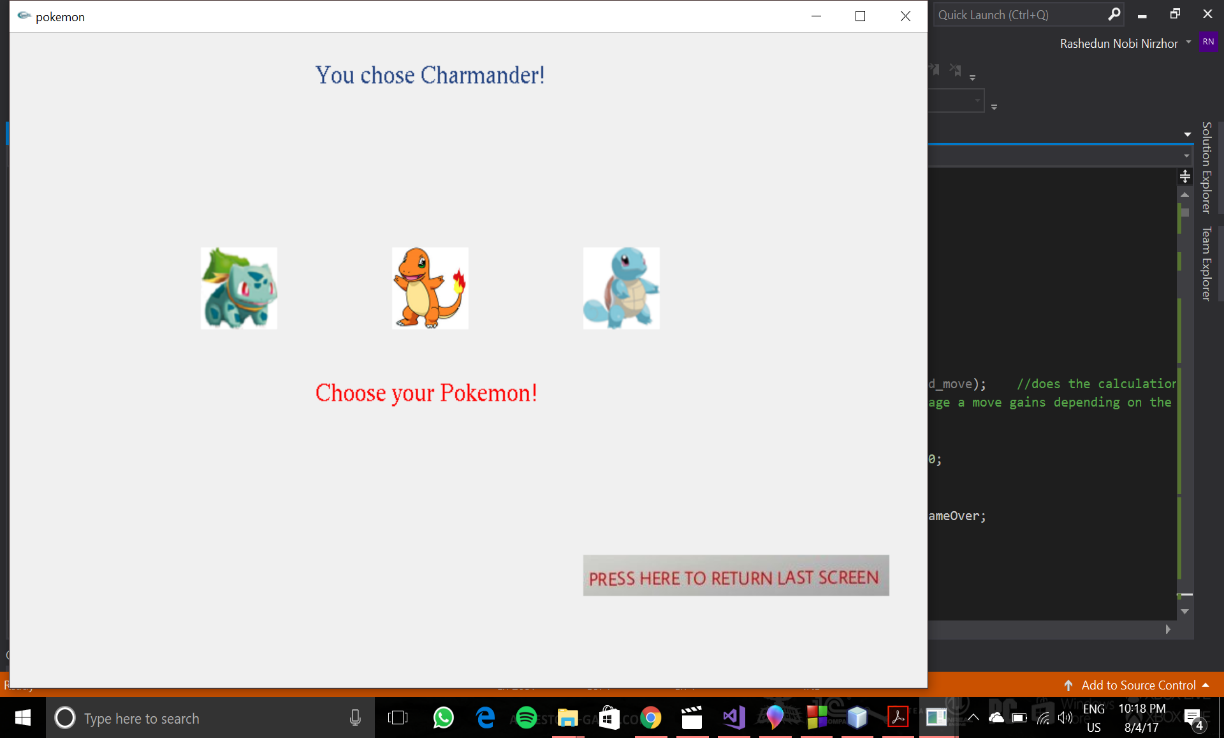 pokemon
Quick Launch (Ctrl+Q)
Rashedun Nobi Nirzhor
RN
You chose Charmander!
Solution Explorer
Team Explorer
d_move); //does the calculation
age a move gains depending on the
Choose your Pokemon!
0;
ameOver;
PRESS HERE TO RETURN LAST SCREEN
Add to Source Control
Type here to search
ENG
US
10:18 PM
8/4/17
4